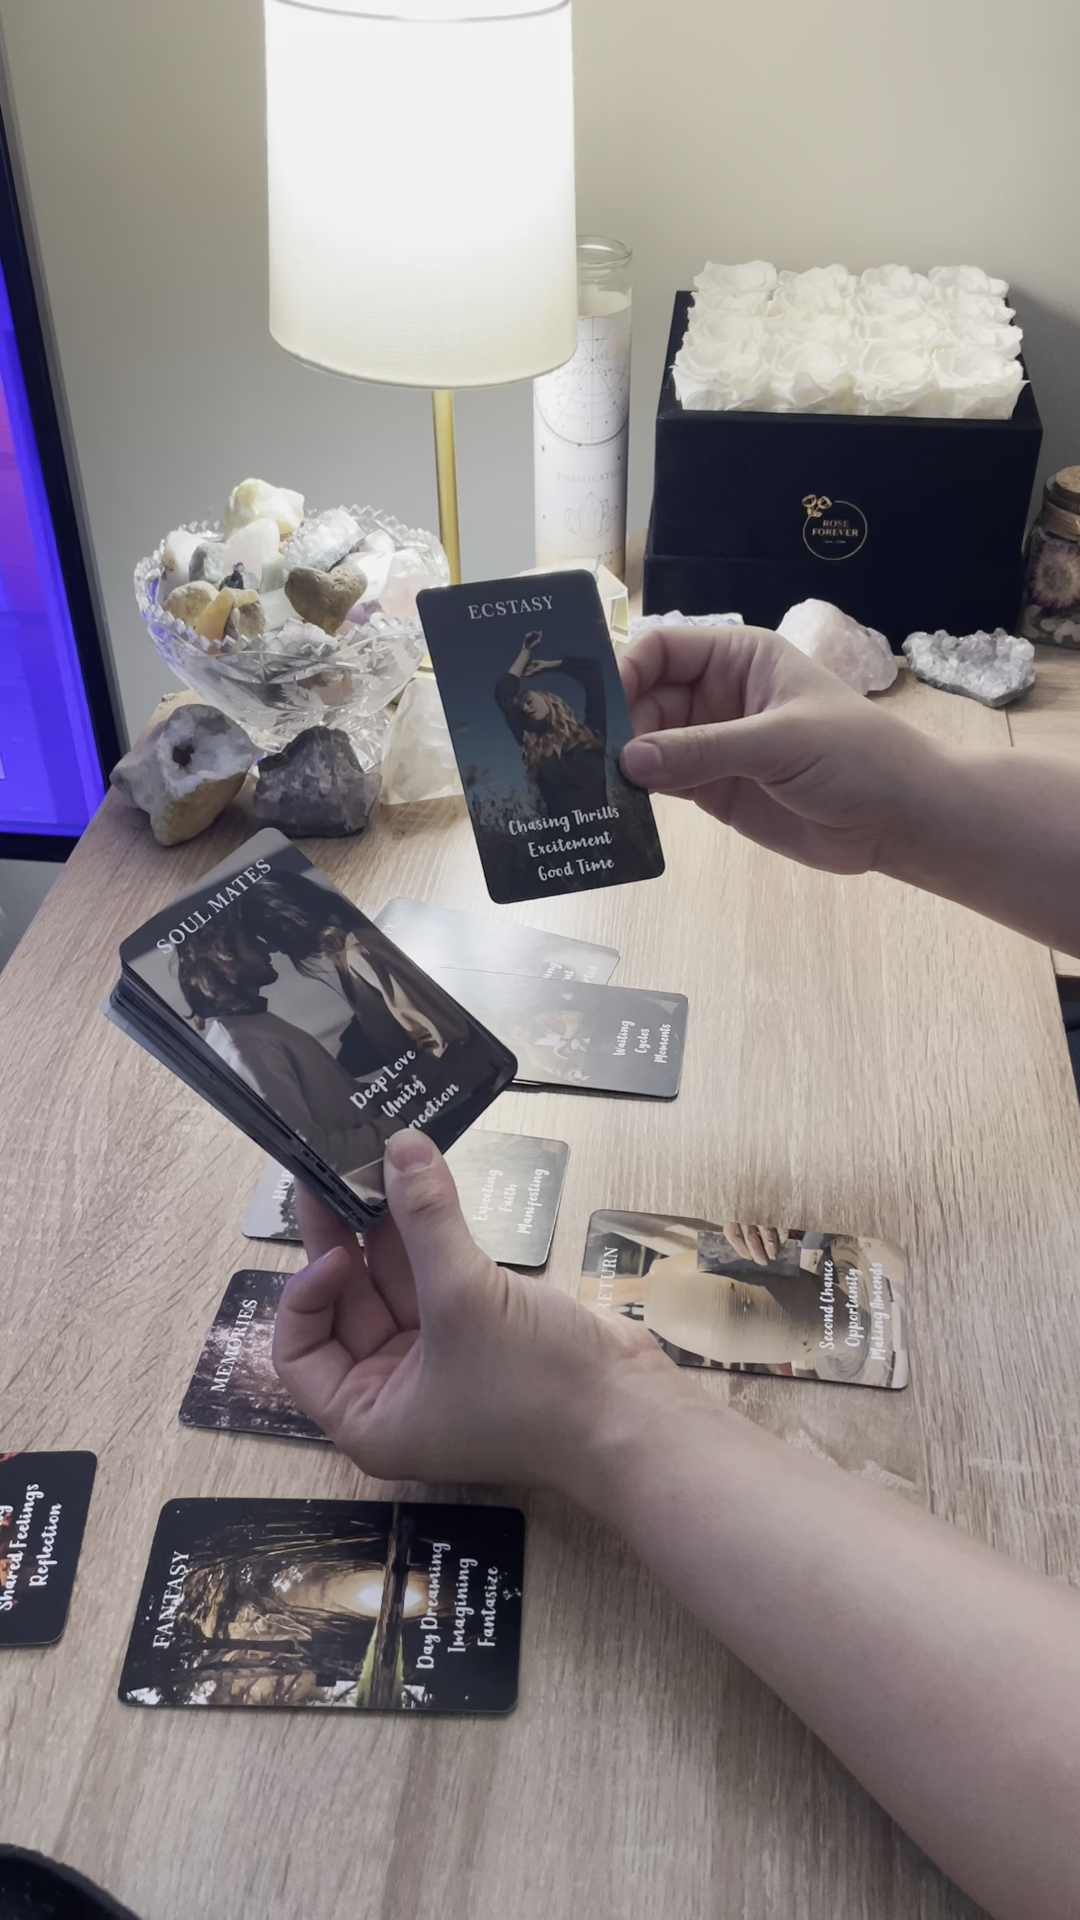 PURIFICATION
ROSE
FOREVER
ECSTASY
Chasing Thrills
Excitement
Good Time
SOUL MATES
Deep Love
Unity
Waiting
Cycles
Moments
Expecting
Faith
Manifesting
RETURN
Second Chance
Opportunity
Making Amends
MEMORIES
Shared Feelings
Reflection
FANTASY
Day Dreaming
Imagining
Fantasize